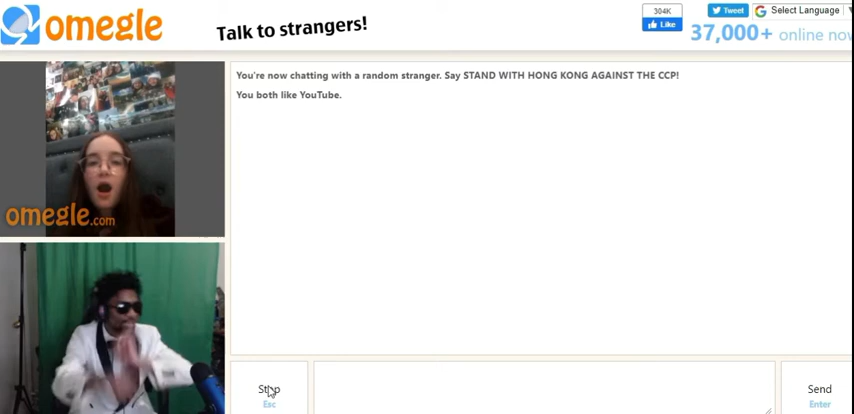 omegle
Talk to strangers!
304K
Like
Tweet
Select Language
37,000+ online now
You're now chatting with a random stranger. Say STAND WITH HONG KONG AGAINST THE CCP!
You both like YouTube.
omegle.com
Stop
Esc
Send
Enter